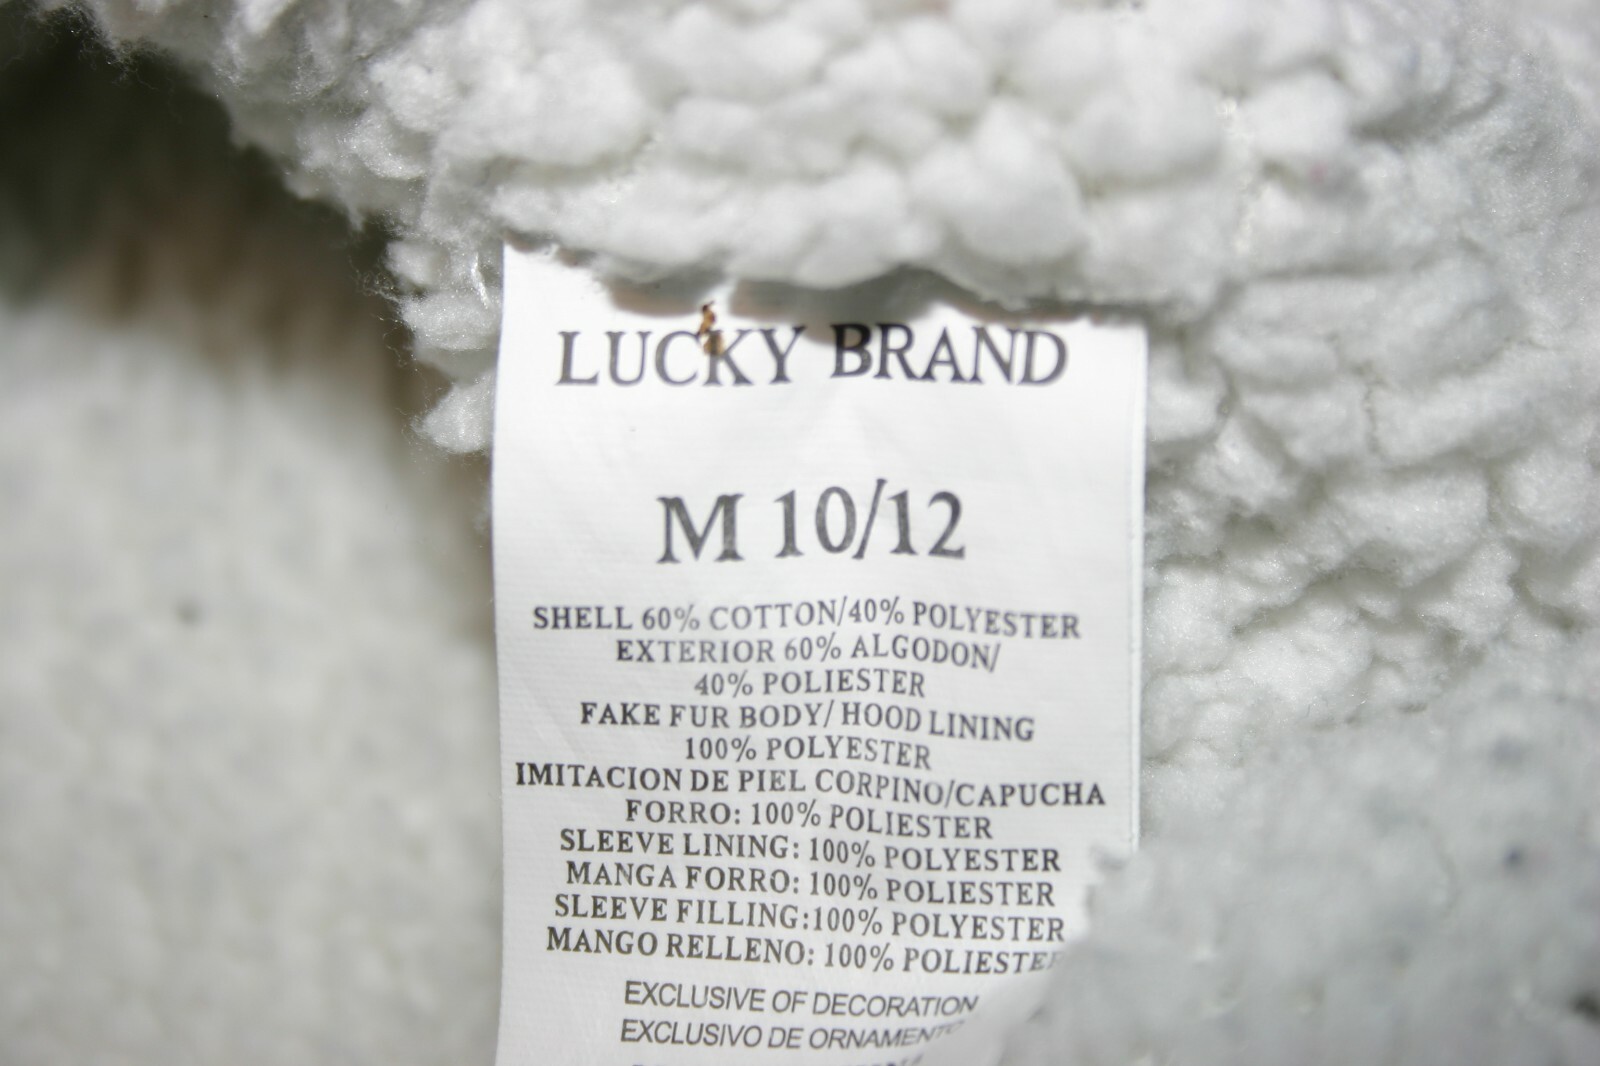 LUCKY BRAND
M 10/12
SHELL 60% COTTON/40% POLYESTER
EXTERIOR 60% ALGODON/
40% POLIESTER
FAKE FUR BODY/ HOOD LINING
100% POLYESTER
IMITACION DE PIEL CORPINO/CAPUCHA
FORRO: 100% POLIESTER
SLEEVE LINING: 100% POLYESTER
MANGA FORRO: 100% POLIESTER
SLEEVE FILLING:100% POLYESTER
MANGO RELLENO: 100% POLIESTER
EXCLUSIVE OF DECORATION
EXCLUSIVO DE ORNAMENTO